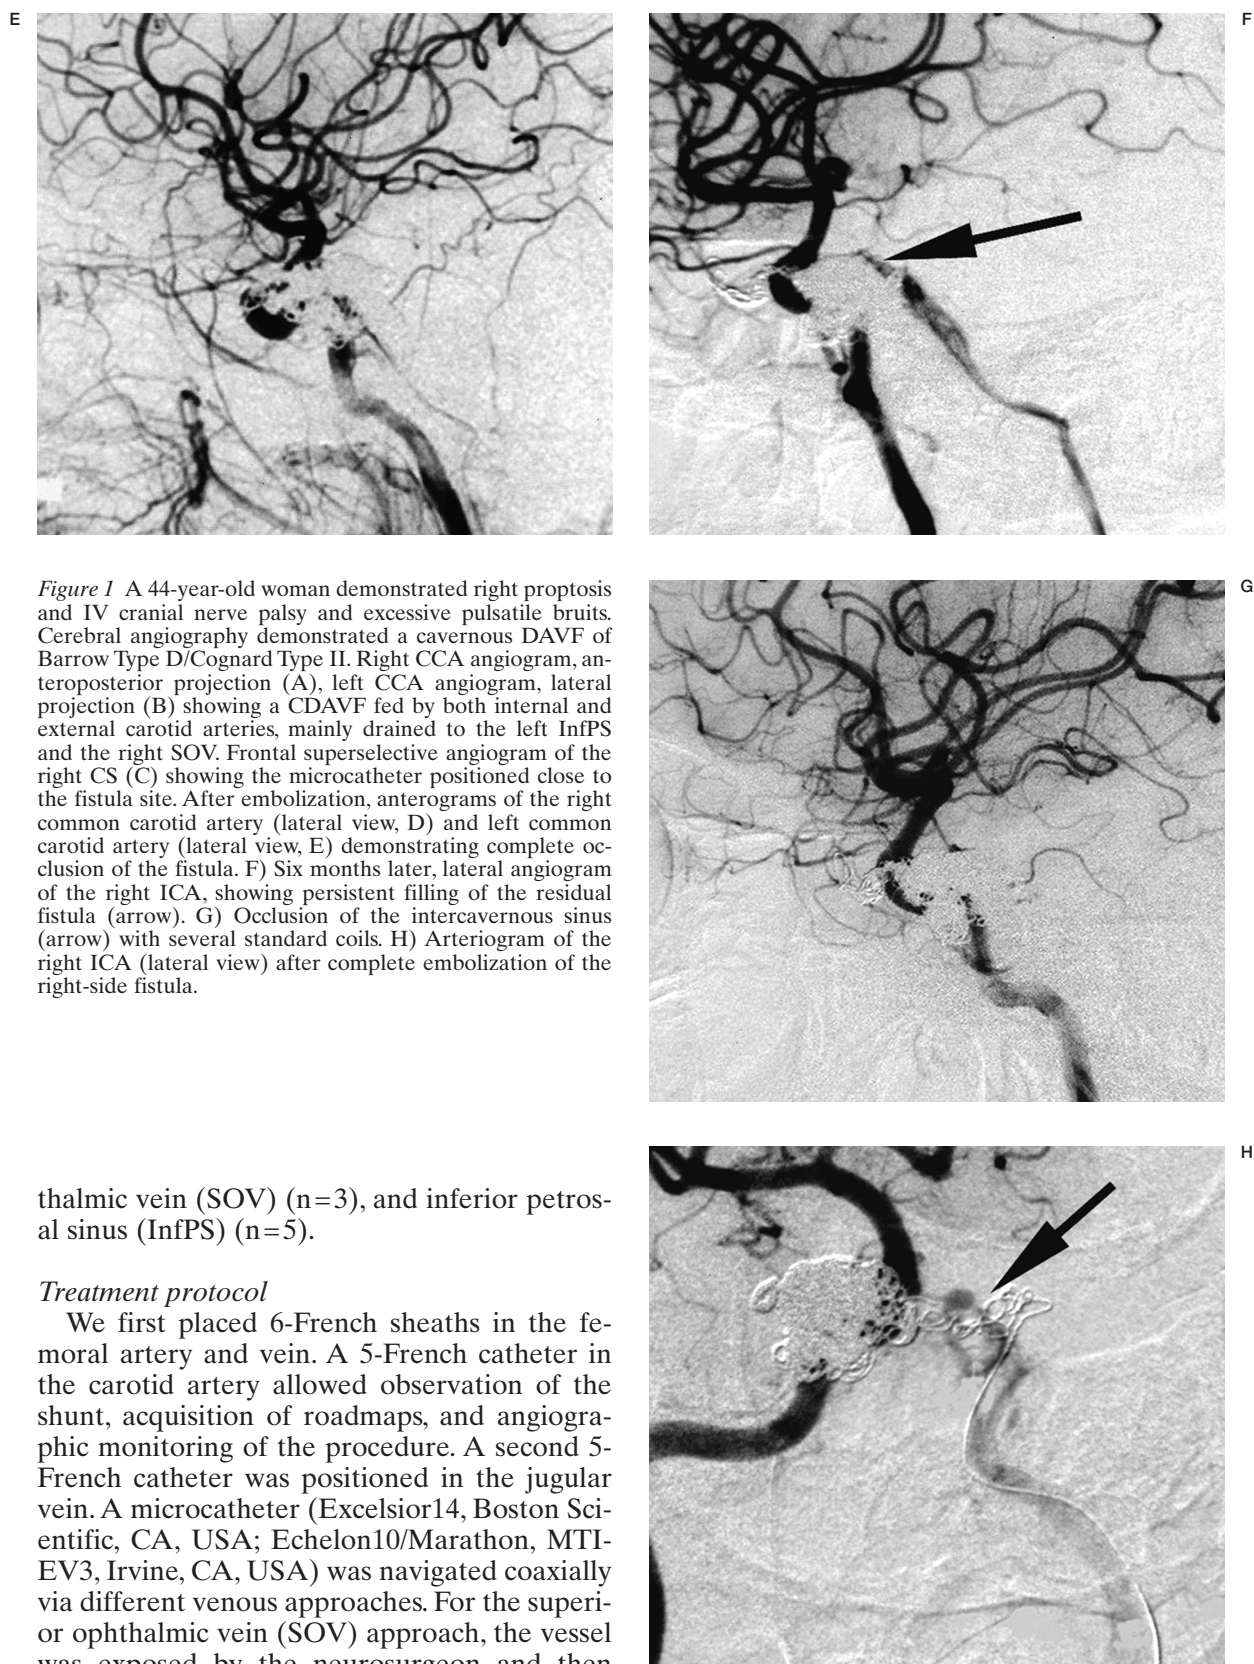 E
F
Figure 1 A 44-year-old woman demonstrated right proptosis
and IV cranial nerve palsy and excessive pulsatile bruits.
Cerebral angiography demonstrated a cavernous DAVF of
Barrow Type D/Cognard Type II. Right CCA angiogram, an-
teroposterior projection (A), left CCA angiogram, lateral
projection (B) showing a CDAVF fed by both internal and
external carotid arteries, mainly drained to the left InfPS
and the right SOV. Frontal superselective angiogram of the
right CS (C) showing the microcatheter positioned close to
the fistula site. After embolization, anterograms of the right
common carotid artery (lateral view, D) and left common
carotid artery (lateral view, E) demonstrating complete oc-
clusion of the fistula. F) Six months later, lateral angiogram
of the right ICA, showing persistent filling of the residual
fistula (arrow). G) Occlusion of the intercavernous sinus
(arrow) with several standard coils. H) Arteriogram of the
right ICA (lateral view) after complete embolization of the
right-side fistula.
G
H
thalmic vein (SOV) (n=3), and inferior petros-
al sinus (InfPS) (n=5).
Treatment protocol
We first placed 6-French sheaths in the fe-
moral artery and vein. A 5-French catheter in
the carotid artery allowed observation of the
shunt, acquisition of roadmaps, and angiogra-
phic monitoring of the procedure. A second 5-
French catheter was positioned in the jugular
vein. A microcatheter (Excelsior14, Boston Sci-
entific, CA, USA; Echelon10/Marathon, MTI-
EV3, Irvine, CA, USA) was navigated coaxially
via different venous approaches. For the superi-
or ophthalmic vein (SOV) approach, the vessel
was exposed by the neurosurgeon and then